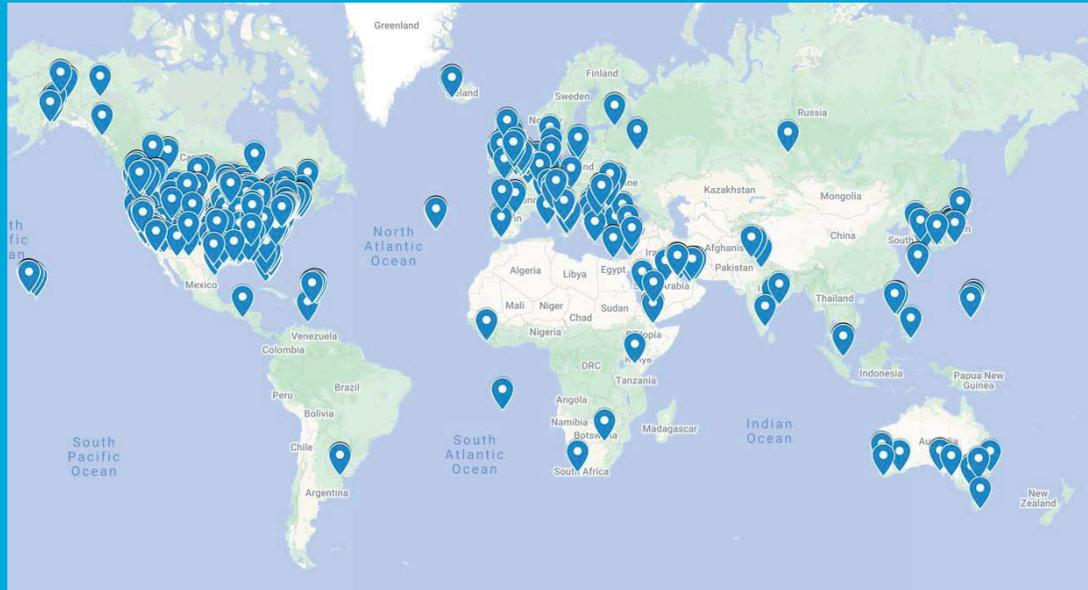 Greenland
Finland
Sweden
Russia
Kazakhstan
Mongolia
China
North
Atlantic
Ocean
Mexico
Algeria
Libya
Egypt
Pakistan
Mali
Niger
Chad
Sudan
Thailand
Venezuela
Nigeria
Colombia
DRC
Tanzania
Indonesia
Papua New
Guinea
Peru
Brazil
Angola
Bolivia
Namibia
Madagascar
Indian
Ocean
South
Pacific
Ocean
Chile
South
Atlantic
Ocean
South Africa
Argentina
New
Zealand